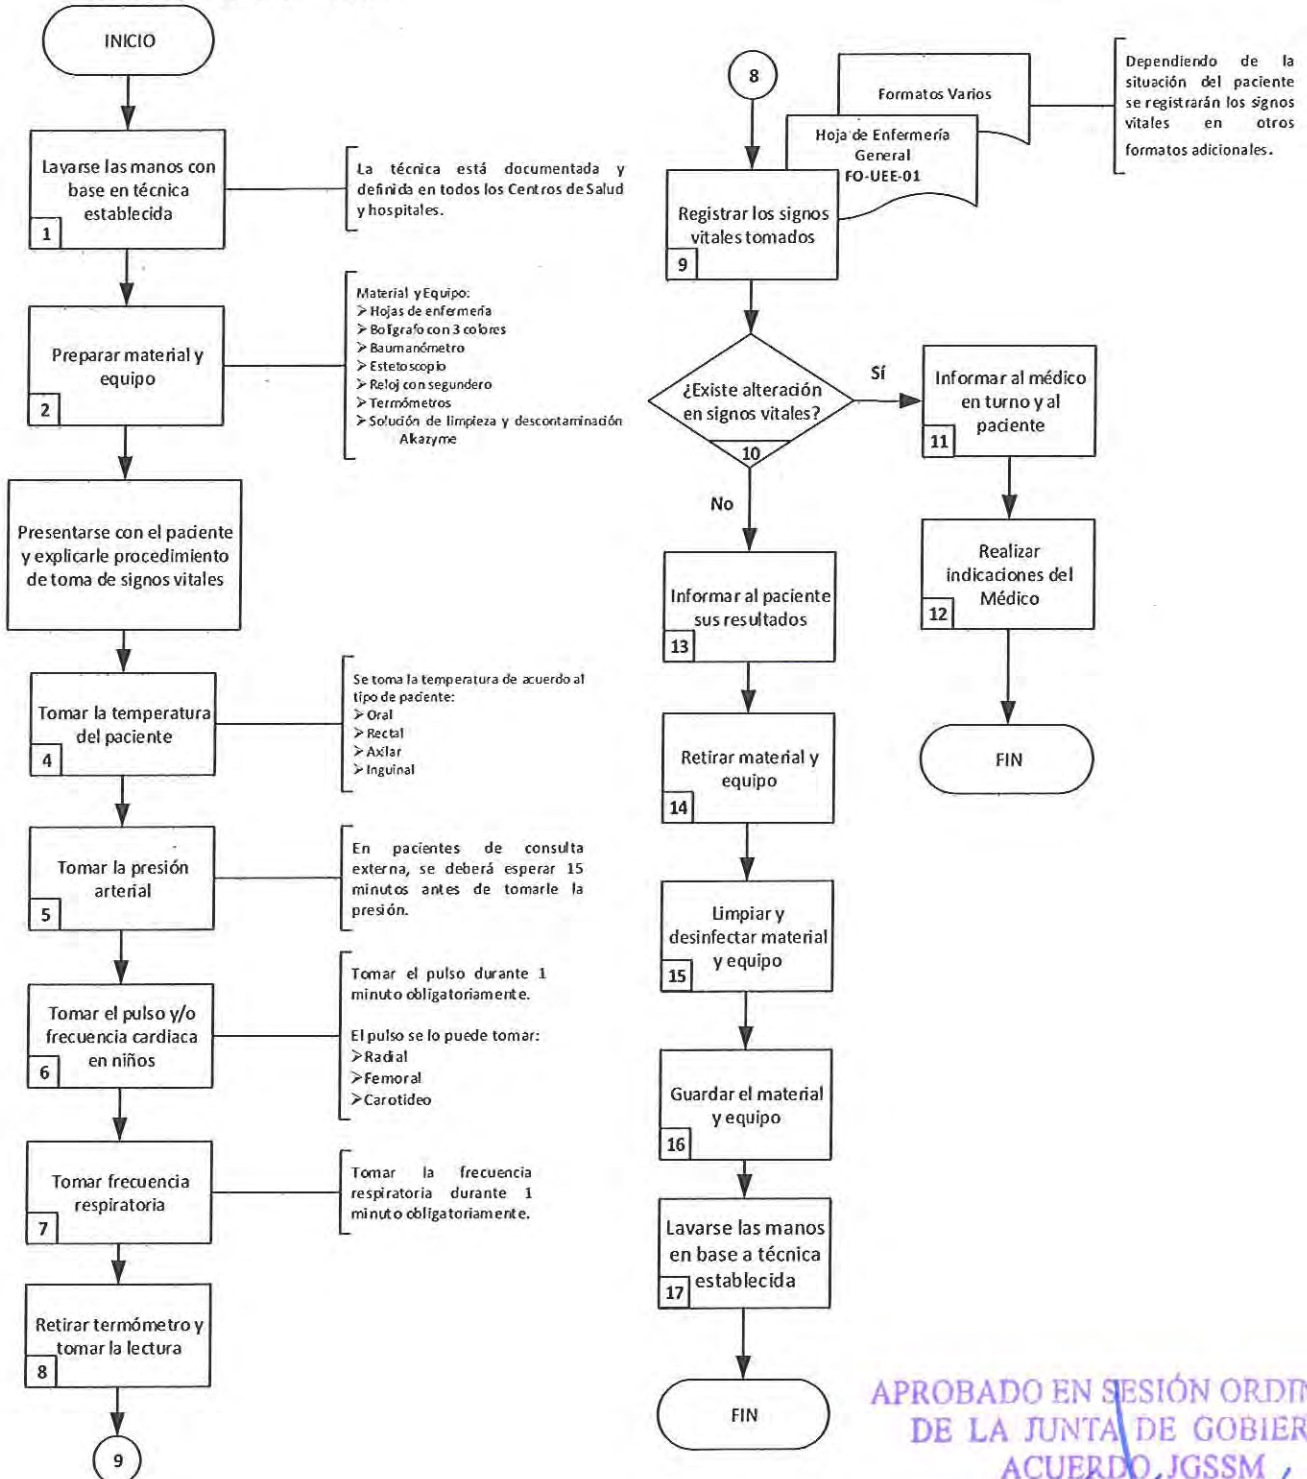 INICIO
Lavarse las manos con
base en técnica
establecida
1
La técnica está documentada y
definida en todos los Centros de Salud
y hospitales.
Preparar material y
equipo
2
Material y Equipo:
➢ Hojas de enfermería
➢ Bolígrafo con 3 colores
➢ Baumanómetro
➢ Estetoscopio
➢ Reloj con segundero
➢ Termómetros
➢ Solución de limpieza y descontaminación
Alkazyme
Presentarse con el paciente
y explicarle procedimiento
de toma de signos vitales
Tomar la temperatura
del paciente
4
Se toma la temperatura de acuerdo al
tipo de paciente:
➢ Oral
➢ Rectal
➢ Axilar
➢ Inguinal
Tomar la presión
arterial
5
En pacientes de consulta
externa, se deberá esperar 15
minutos antes de tomarle la
presión.
Tomar el pulso y/o
frecuencia cardiaca
en niños
6
Tomar el pulso durante 1
minuto obligatoriamente.
El pulso se lo puede tomar:
➢ Radial
➢ Femoral
➢ Carotideo
Tomar frecuencia
respiratoria
7
Tomar la frecuencia
respiratoria durante 1
minuto obligatoriamente.
Retirar termómetro y
tomar la lectura
8
9
8
Formatos Varios
Hoja de Enfermería
General
FO-UEE-01
Dependiendo de la
situación del paciente
se registrarán los signos
vitales en otros
formatos adicionales.
Registrar los signos
vitales tomados
9
¿Existe alteración
en signos vitales?
10
Sí
Informar al médico
en turno y al
paciente
11
Realizar
indicaciones del
Médico
12
FIN
No
Informar al paciente
sus resultados
13
Retirar material y
equipo
14
Limpiar y
desinfectar material
y equipo
15
Guardar el material
y equipo
16
Lavarse las manos
en base a técnica
establecida
17
FIN
APROBADO EN SESIÓN
DE LA JUNTA DE
ACUERDO JGSSM